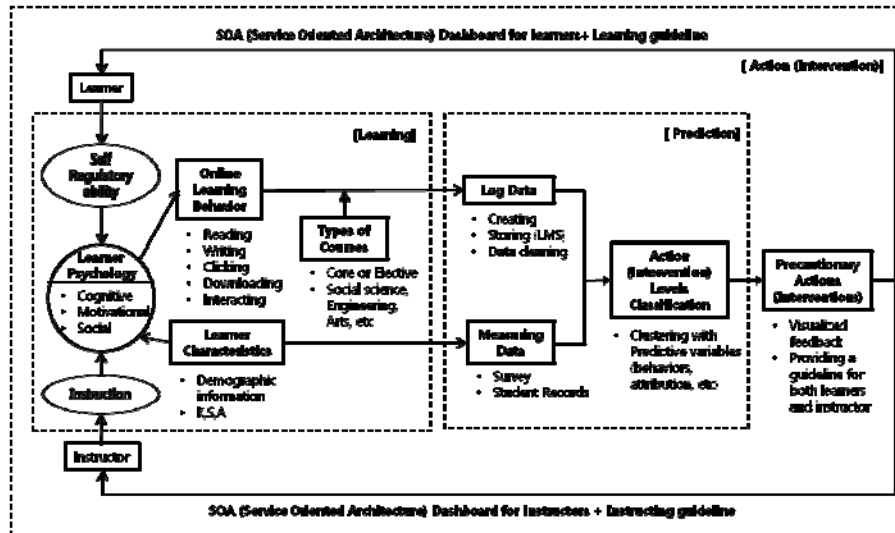 SOA (Service Oriented Architecture) Dashboard for learners+ Learning guideline
[ Action (Intervention)]
Learner
[Learning]
[ Prediction]
Self
Regulatory
ability
Online
Learning
Behavior
• Reading
• Writing
• Clicking
• Downloading
• Interacting
Types of
Courses
• Core or Elective
• Social science,
Engineering,
Arts, etc
Log Data
• Creating
• Storing (LMS)
• Data cleaning
Learner
Psychology
• Cognitive
• Motivational
• Social
Action
(Intervention)
Levels
Classification
• Clustering with
Predictive variables
(behaviors,
attribution, etc)
Precautionary
Actions
(Interventions)
• Visualized
feedback
• Providing a
guideline for
both learners
and instructor
Learner
Characteristics
• Demographic
information
• K,S,A
Measuring
Data
• Survey
• Student Records
Instruction
Instructor
SOA (Service Oriented Architecture) Dashboard for Instructors + Instructing guideline